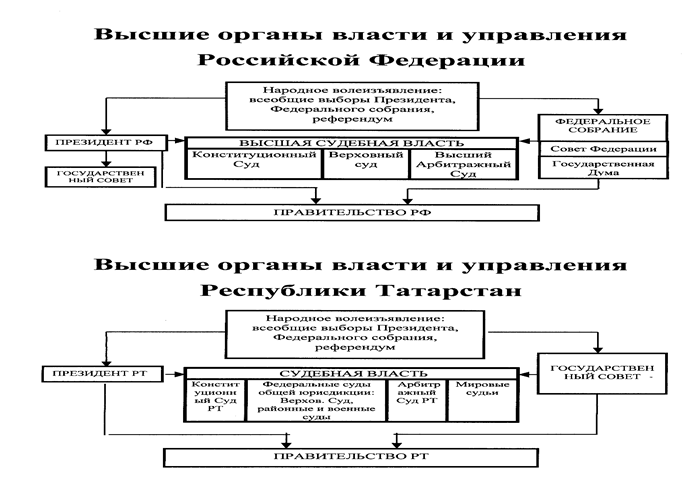 Высшие органы власти и управления
Российской Федерации
Народное волеизъявление:
всеобщие выборы Президента,
Федерального собрания,
референдум
ПРЕЗИДЕНТ РФ
ГОСУДАРСТВЕН
НЫЙ СОВЕТ
ВЫСШАЯ СУДЕБНАЯ ВЛАСТЬ
Конституционный
Суд
Верховный
суд
Высший
Арбитражный
Суд
ФЕДЕРАЛЬНОЕ
СОБРАНИЕ
Совет Федерации
Государственная
Дума
ПРАВИТЕЛЬСТВО РФ
Высшие органы власти и управления
Республики Татарстан
Народное волеизъявление:
всеобщие выборы Президента,
Федерального собрания,
референдум
ПРЕЗИДЕНТ РТ
СУДЕБНАЯ ВЛАСТЬ
Констит
уционн
ый Суд
РТ
Федеральные суды
общей юрисдикции:
Верхов. Суд,
районные и военные
суды
Арбитр
ажный
Суд РТ
Мировые
судьи
ГОСУДАРСТВЕН
НЫЙ СОВЕТ -
ПРАВИТЕЛЬСТВО РТ